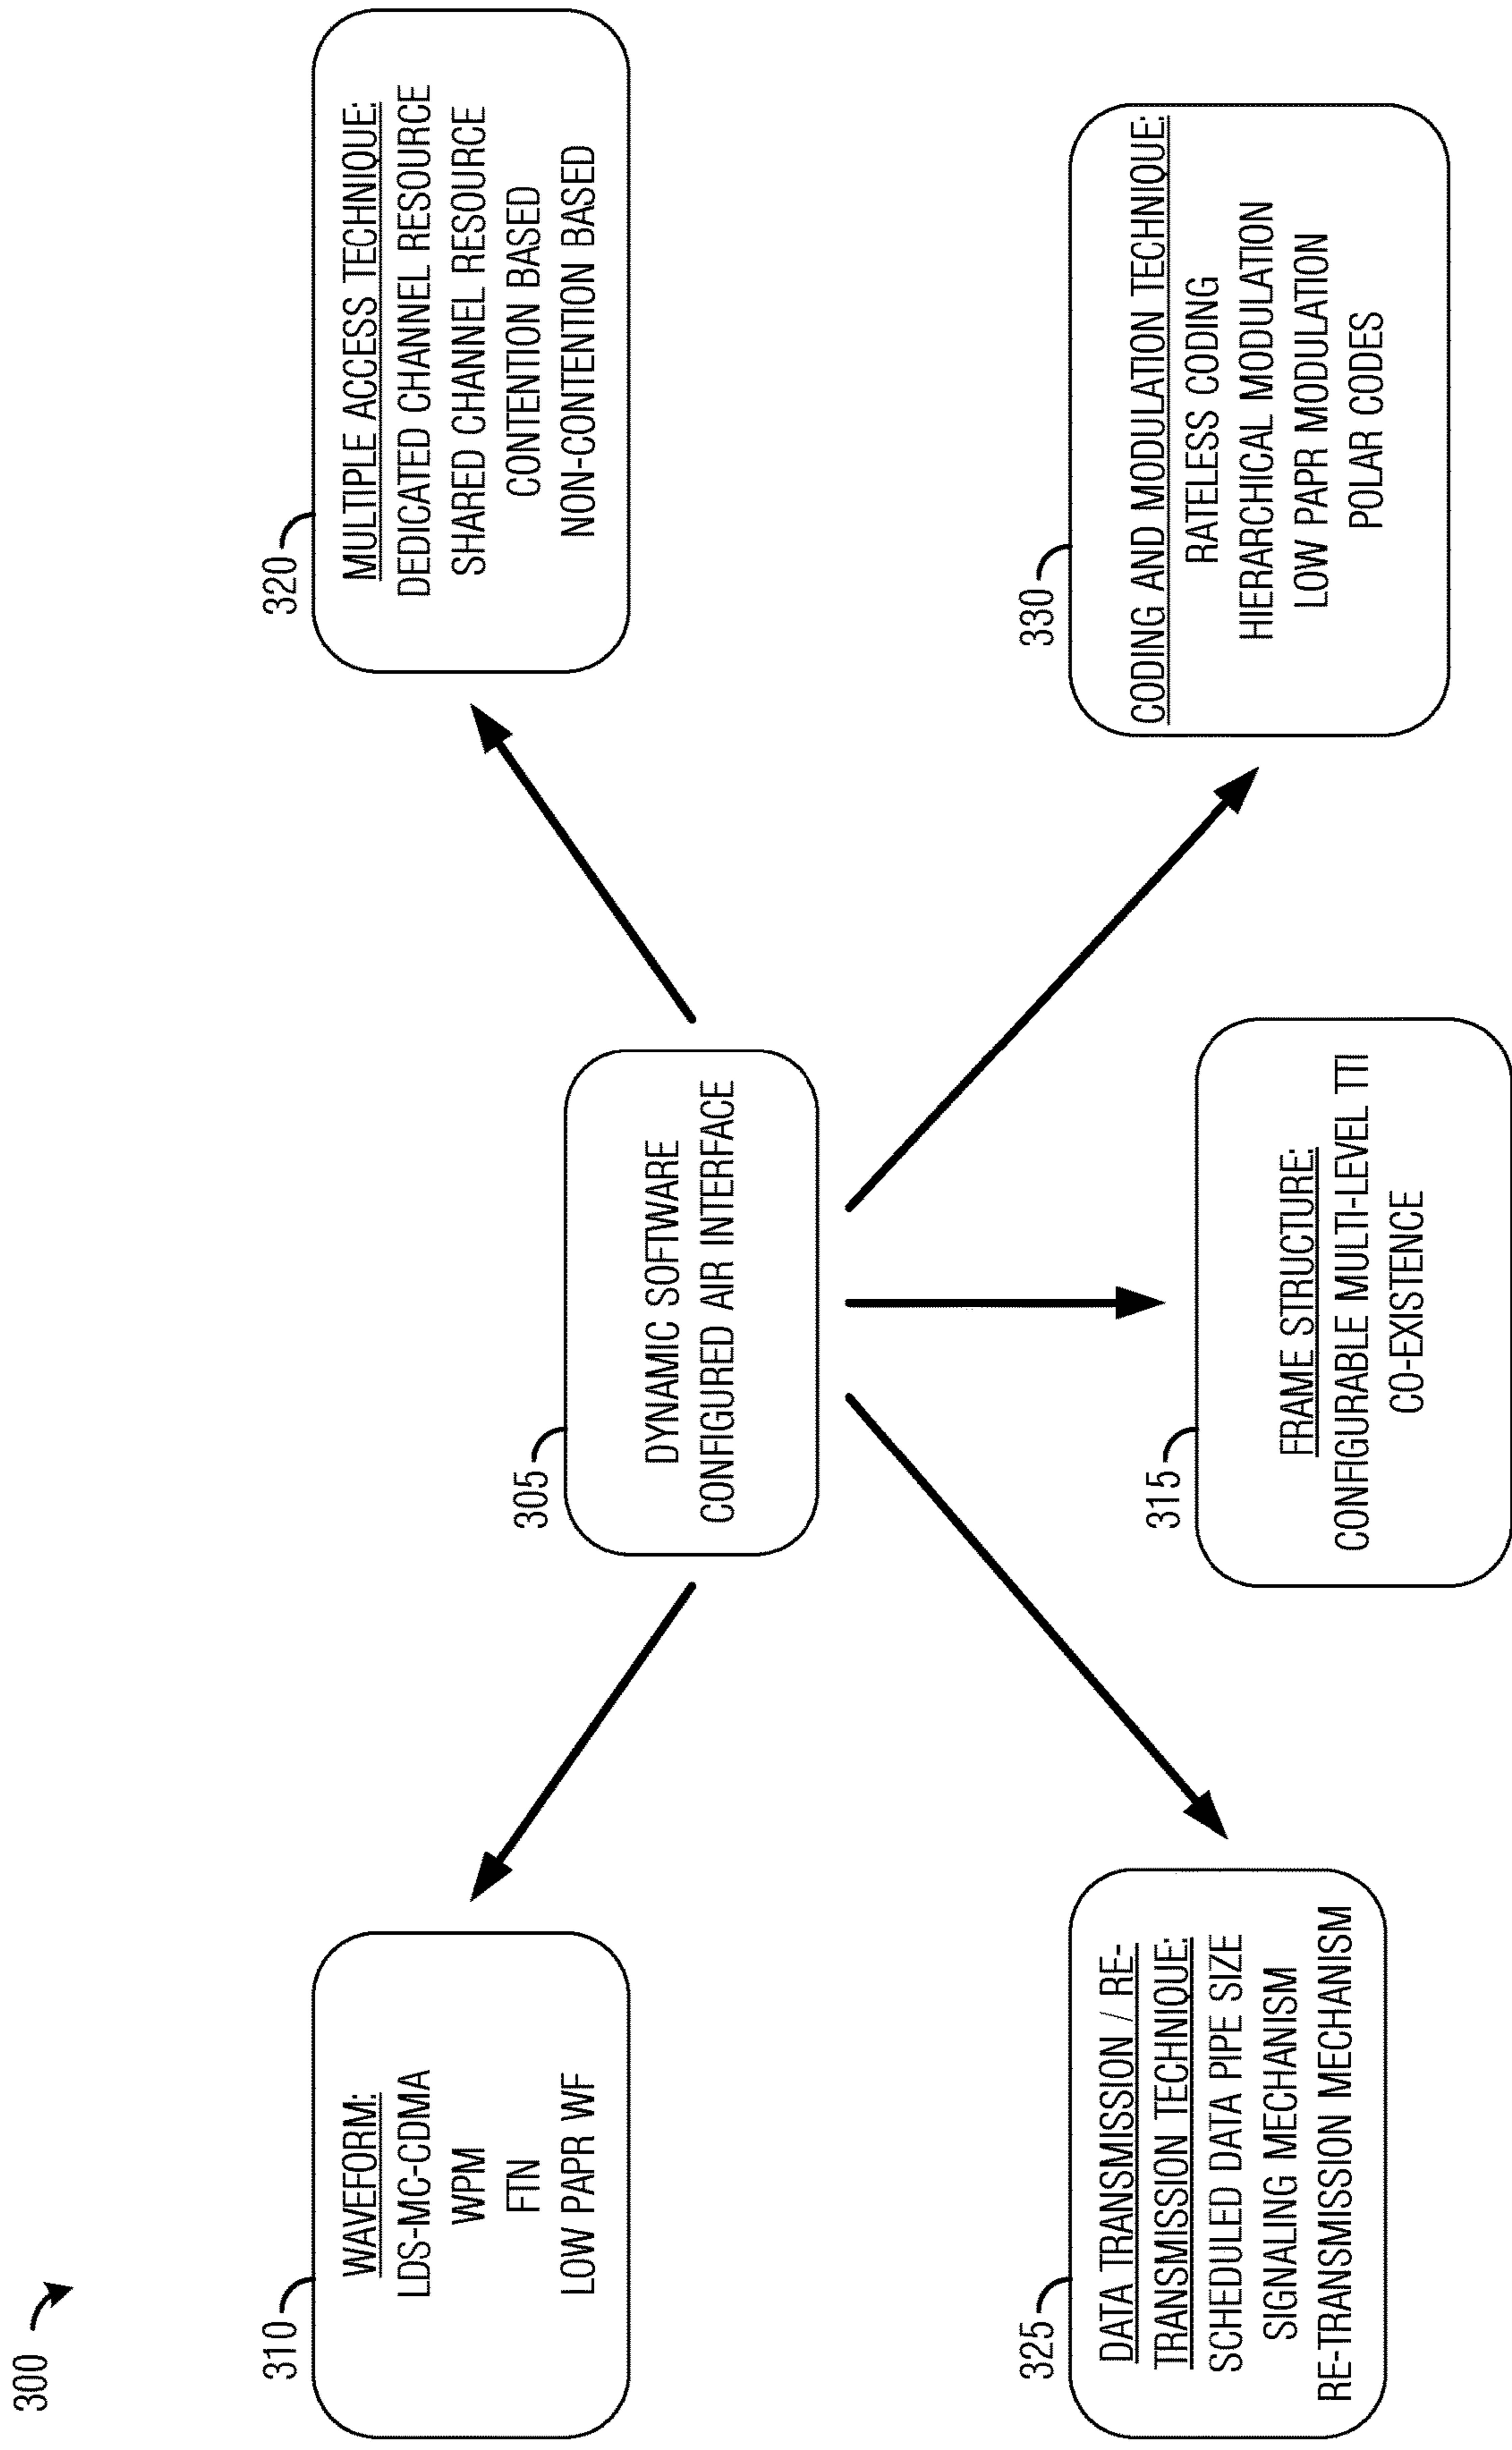 300
310
WAVEFORM:
LDS-MC-CDMA
WPM
FTN
LOW PAPR WF
320
MULTIPLE ACCESS TECHNIQUE:
DEDICATED CHANNEL RESOURCE
SHARED CHANNEL RESOURCE
CONTENTION BASED
NON-CONTENTION BASED
305
DYNAMIC SOFTWARE
CONFIGURED AIR INTERFACE
325
DATA TRANSMISSION / RE-
TRANSMISSION TECHNIQUE:
SCHEDULED DATA PIPE SIZE
SIGNALING MECHANISM
RE-TRANSMISSION MECHANISM
315
FRAME STRUCTURE:
CONFIGURABLE MULTI-LEVEL TTI
CO-EXISTENCE
330
CODING AND MODULATION TECHNIQUE:
RATELESS CODING
HIERARCHICAL MODULATION
LOW PAPR MODULATION
POLAR CODES